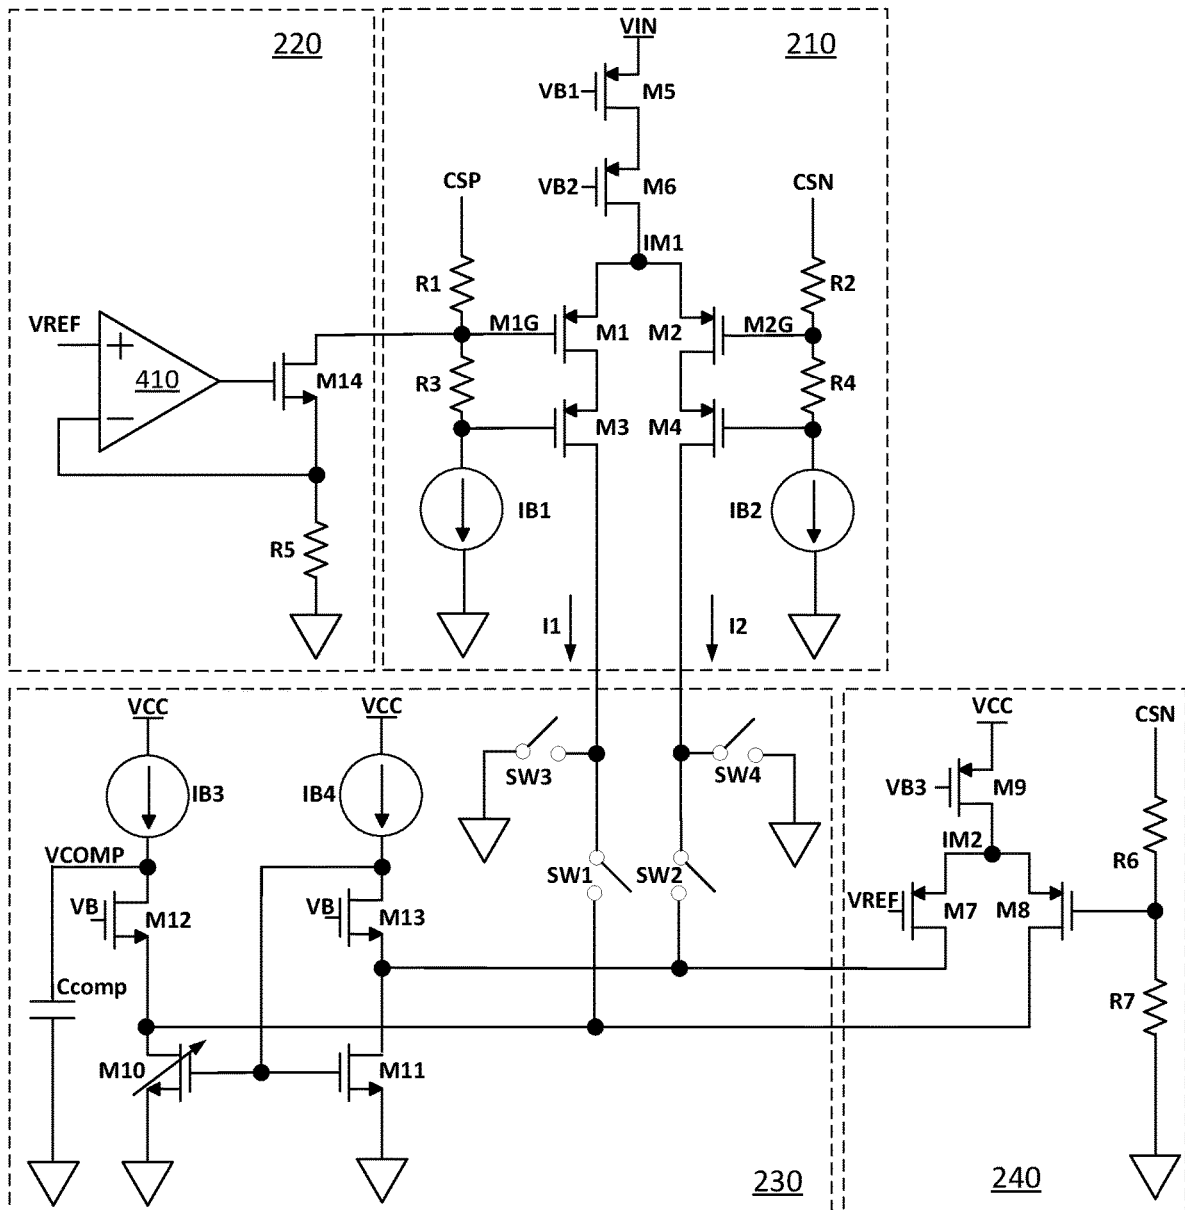 220
210
VIN
VB1
M5
VB2
M6
CSP
CSN
IM1
R1
R2
VREF
M1G
M1
M2
M2G
410
M14
R3
R4
M3
M4
IB1
IB2
R5
I1
I2
VCC
VCC
VCC
CSN
SW3
SW4
IB3
IB4
VB3
M9
VCOMP
IM2
R6
SW1
SW2
VB
M12
VB
M13
VREF
M7
M8
Ccomp
R7
M10
M11
230
240